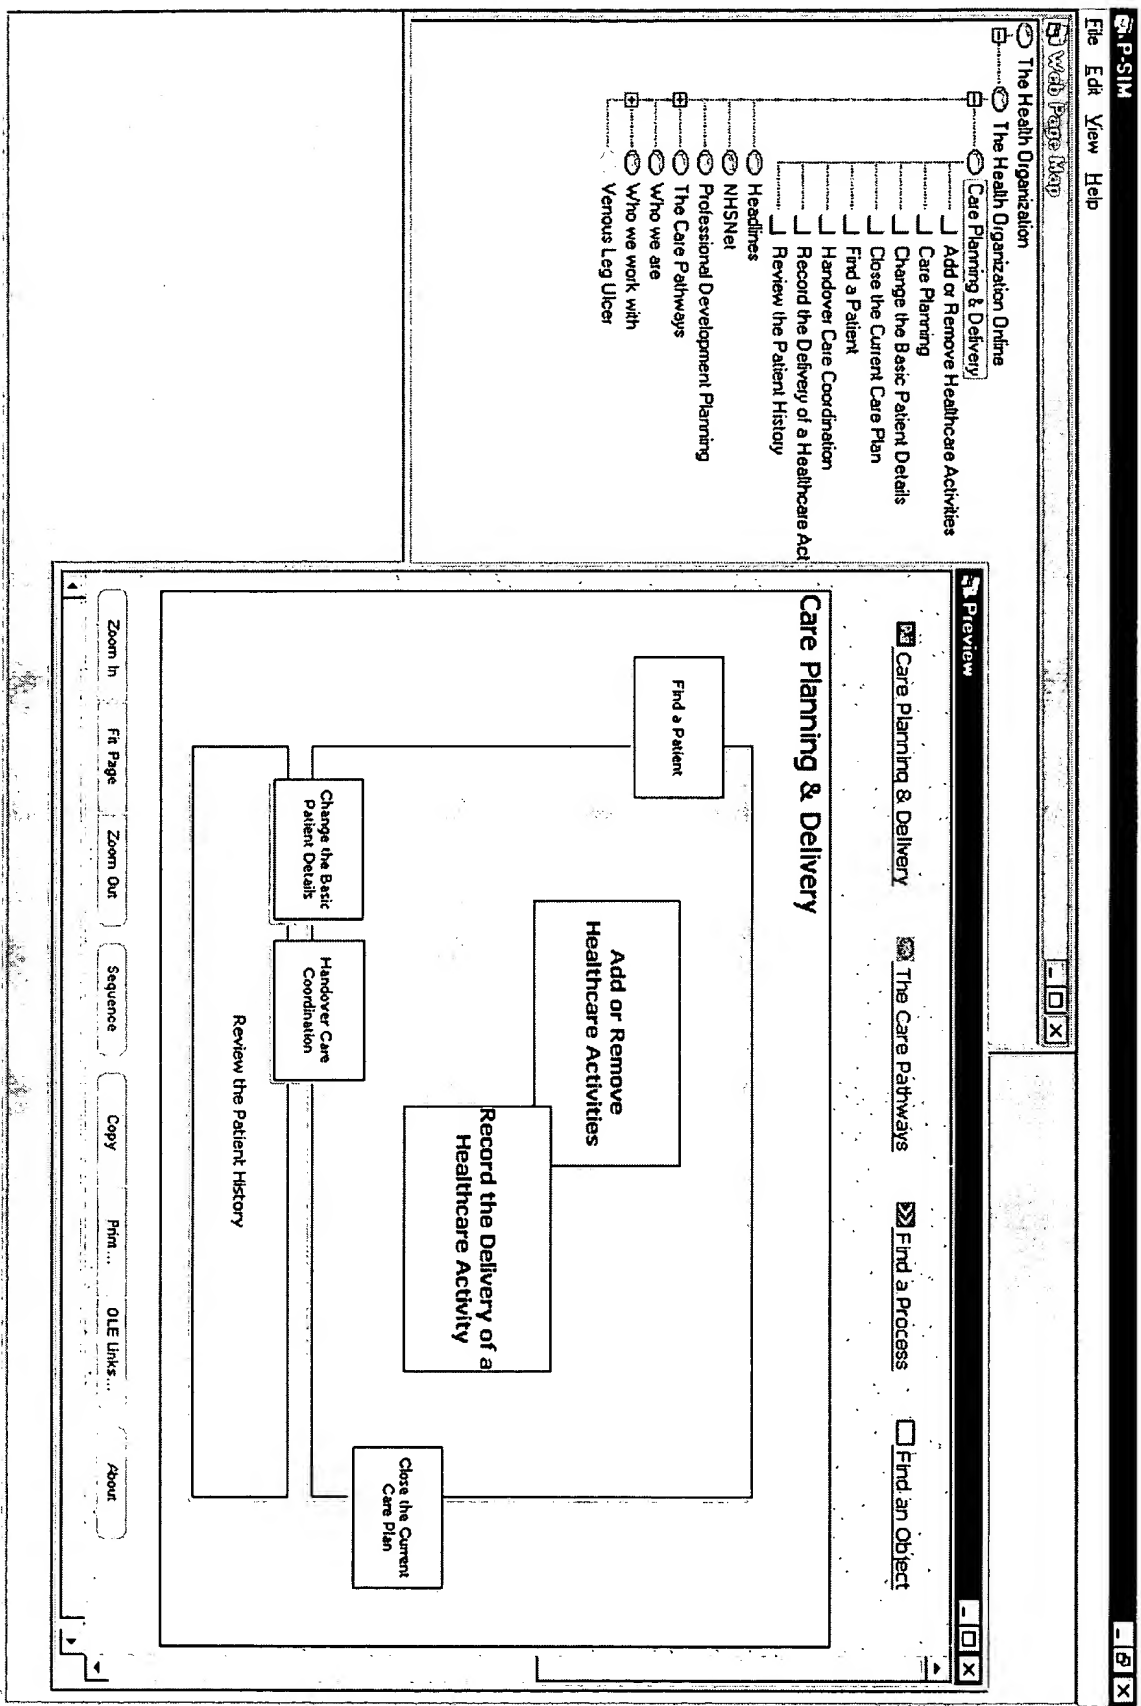 P-SIM
File Edit View Help
Web Page Map
The Health Organization
The Health Organization Online
Care Planning & Delivery
Add or Remove Healthcare Activities
Care Planning
Change the Basic Patient Details
Close the Current Care Plan
Find a Patient
Handover Care Coordination
Record the Delivery of a Healthcare Act
Review the Patient History
Headlines
NHSNet
Professional Development Planning
The Care Pathways
Who we are
Who we work with
Venous Leg Ulcer
Preview
Care Planning & Delivery The Care Pathways Find a Process Find an Object
Care Planning & Delivery
Find a Patient
Add or Remove
Healthcare Activities
Record the Delivery of a
Healthcare Activity
Close the Current
Care Plan
Change the Basic
Patient Details
Handover Care
Coordination
Review the Patient History
Zoom In Fit Page Zoom Out Sequence Copy Print... OLE Links... About